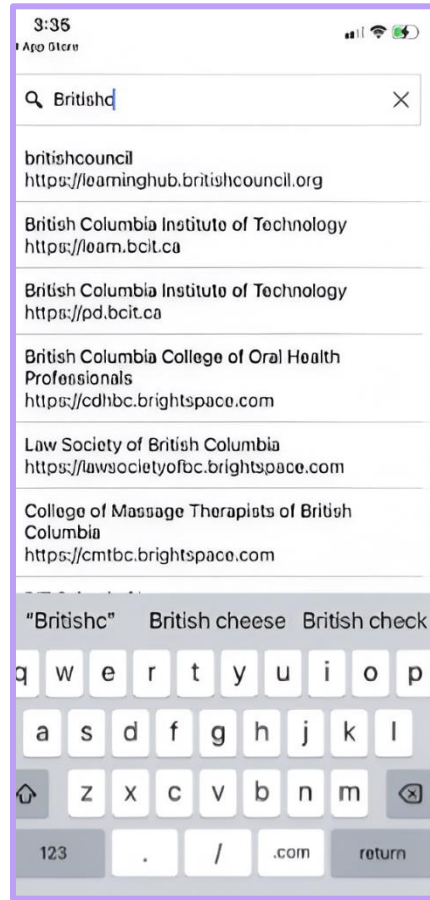 3:35
App Store
Britishc
britishcouncil
https://learninghub.britishcouncil.org
British Columbia Institute of Technology
https://learn.bcit.ca
British Columbia Institute of Technology
https://pd.bcit.ca
British Columbia College of Oral Health
Professionals
https://cdhbc.brightspace.com
Law Society of British Columbia
https://lawsocietyofbc.brightspace.com
College of Massage Therapists of British
Columbia
https://cmtbc.brightspace.com
"Britishc" British cheese British check
q w e r t y u i o p
a s d f g h j k l
z x c v b n m
123 . / .com return